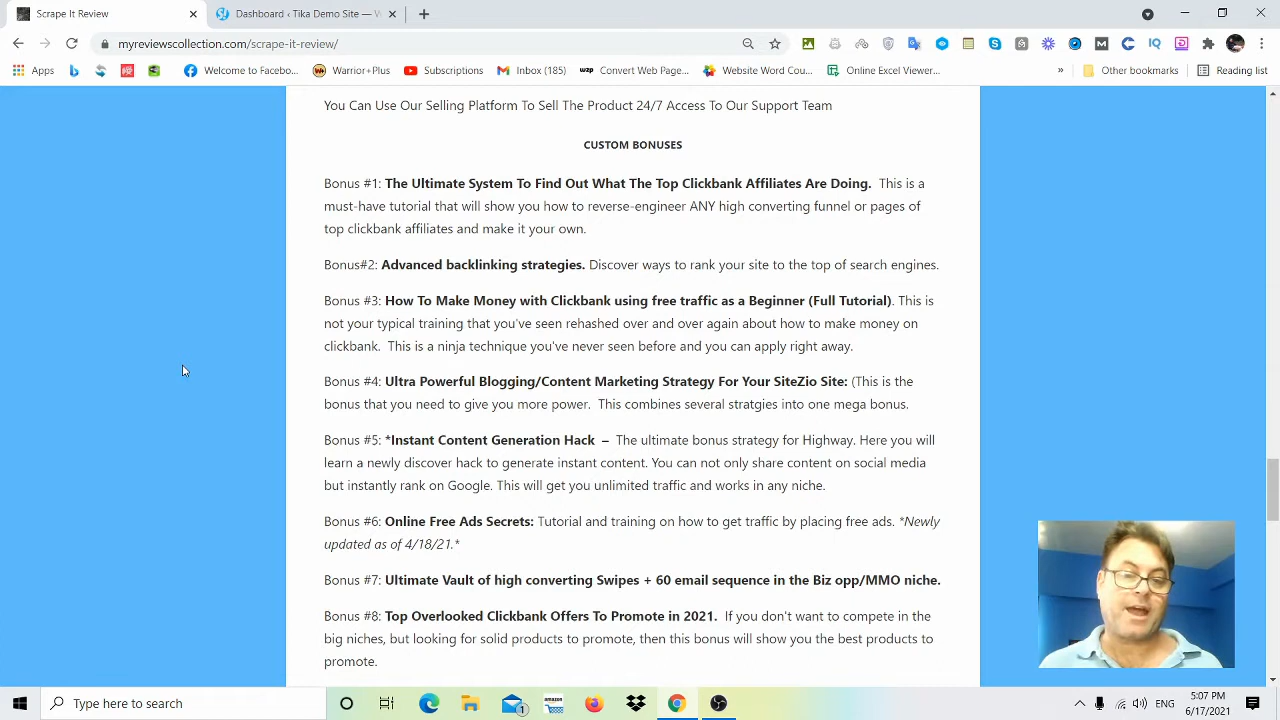 Scrape It Review
Dashboard ‹ Tika Demo Site — W
myreviewscollection.com/scrape-it-review/
Apps
Welcome to Facebo...
Warrior+Plus
Subscriptions
Inbox (185)
wzp Convert Web Page...
Website Word Cou...
Online Excel Viewer...
»
Other bookmarks
Reading list
You Can Use Our Selling Platform To Sell The Product 24/7 Access To Our Support Team
CUSTOM BONUSES
Bonus #1: The Ultimate System To Find Out What The Top Clickbank Affiliates Are Doing. This is a
must-have tutorial that will show you how to reverse-engineer ANY high converting funnel or pages of
top clickbank affiliates and make it your own.
Bonus#2: Advanced backlinking strategies. Discover ways to rank your site to the top of search engines.
Bonus #3: How To Make Money with Clickbank using free traffic as a Beginner (Full Tutorial). This is
not your typical training that you've seen rehashed over and over again about how to make money on
clickbank. This is a ninja technique you've never seen before and you can apply right away.
Bonus #4: Ultra Powerful Blogging/Content Marketing Strategy For Your SiteZio Site: (This is the
bonus that you need to give you more power. This combines several stratgies into one mega bonus.
Bonus #5: *Instant Content Generation Hack – The ultimate bonus strategy for Highway. Here you will
learn a newly discover hack to generate instant content. You can not only share content on social media
but instantly rank on Google. This will get you unlimited traffic and works in any niche.
Bonus #6: Online Free Ads Secrets: Tutorial and training on how to get traffic by placing free ads. *Newly
updated as of 4/18/21.*
Bonus #7: Ultimate Vault of high converting Swipes + 60 email sequence in the Biz opp/MMO niche.
Bonus #8: Top Overlooked Clickbank Offers To Promote in 2021. If you don't want to compete in the
big niches, but looking for solid products to promote, then this bonus will show you the best products to
promote.
Type here to search
amazon
ENG
5:07 PM
6/17/2021